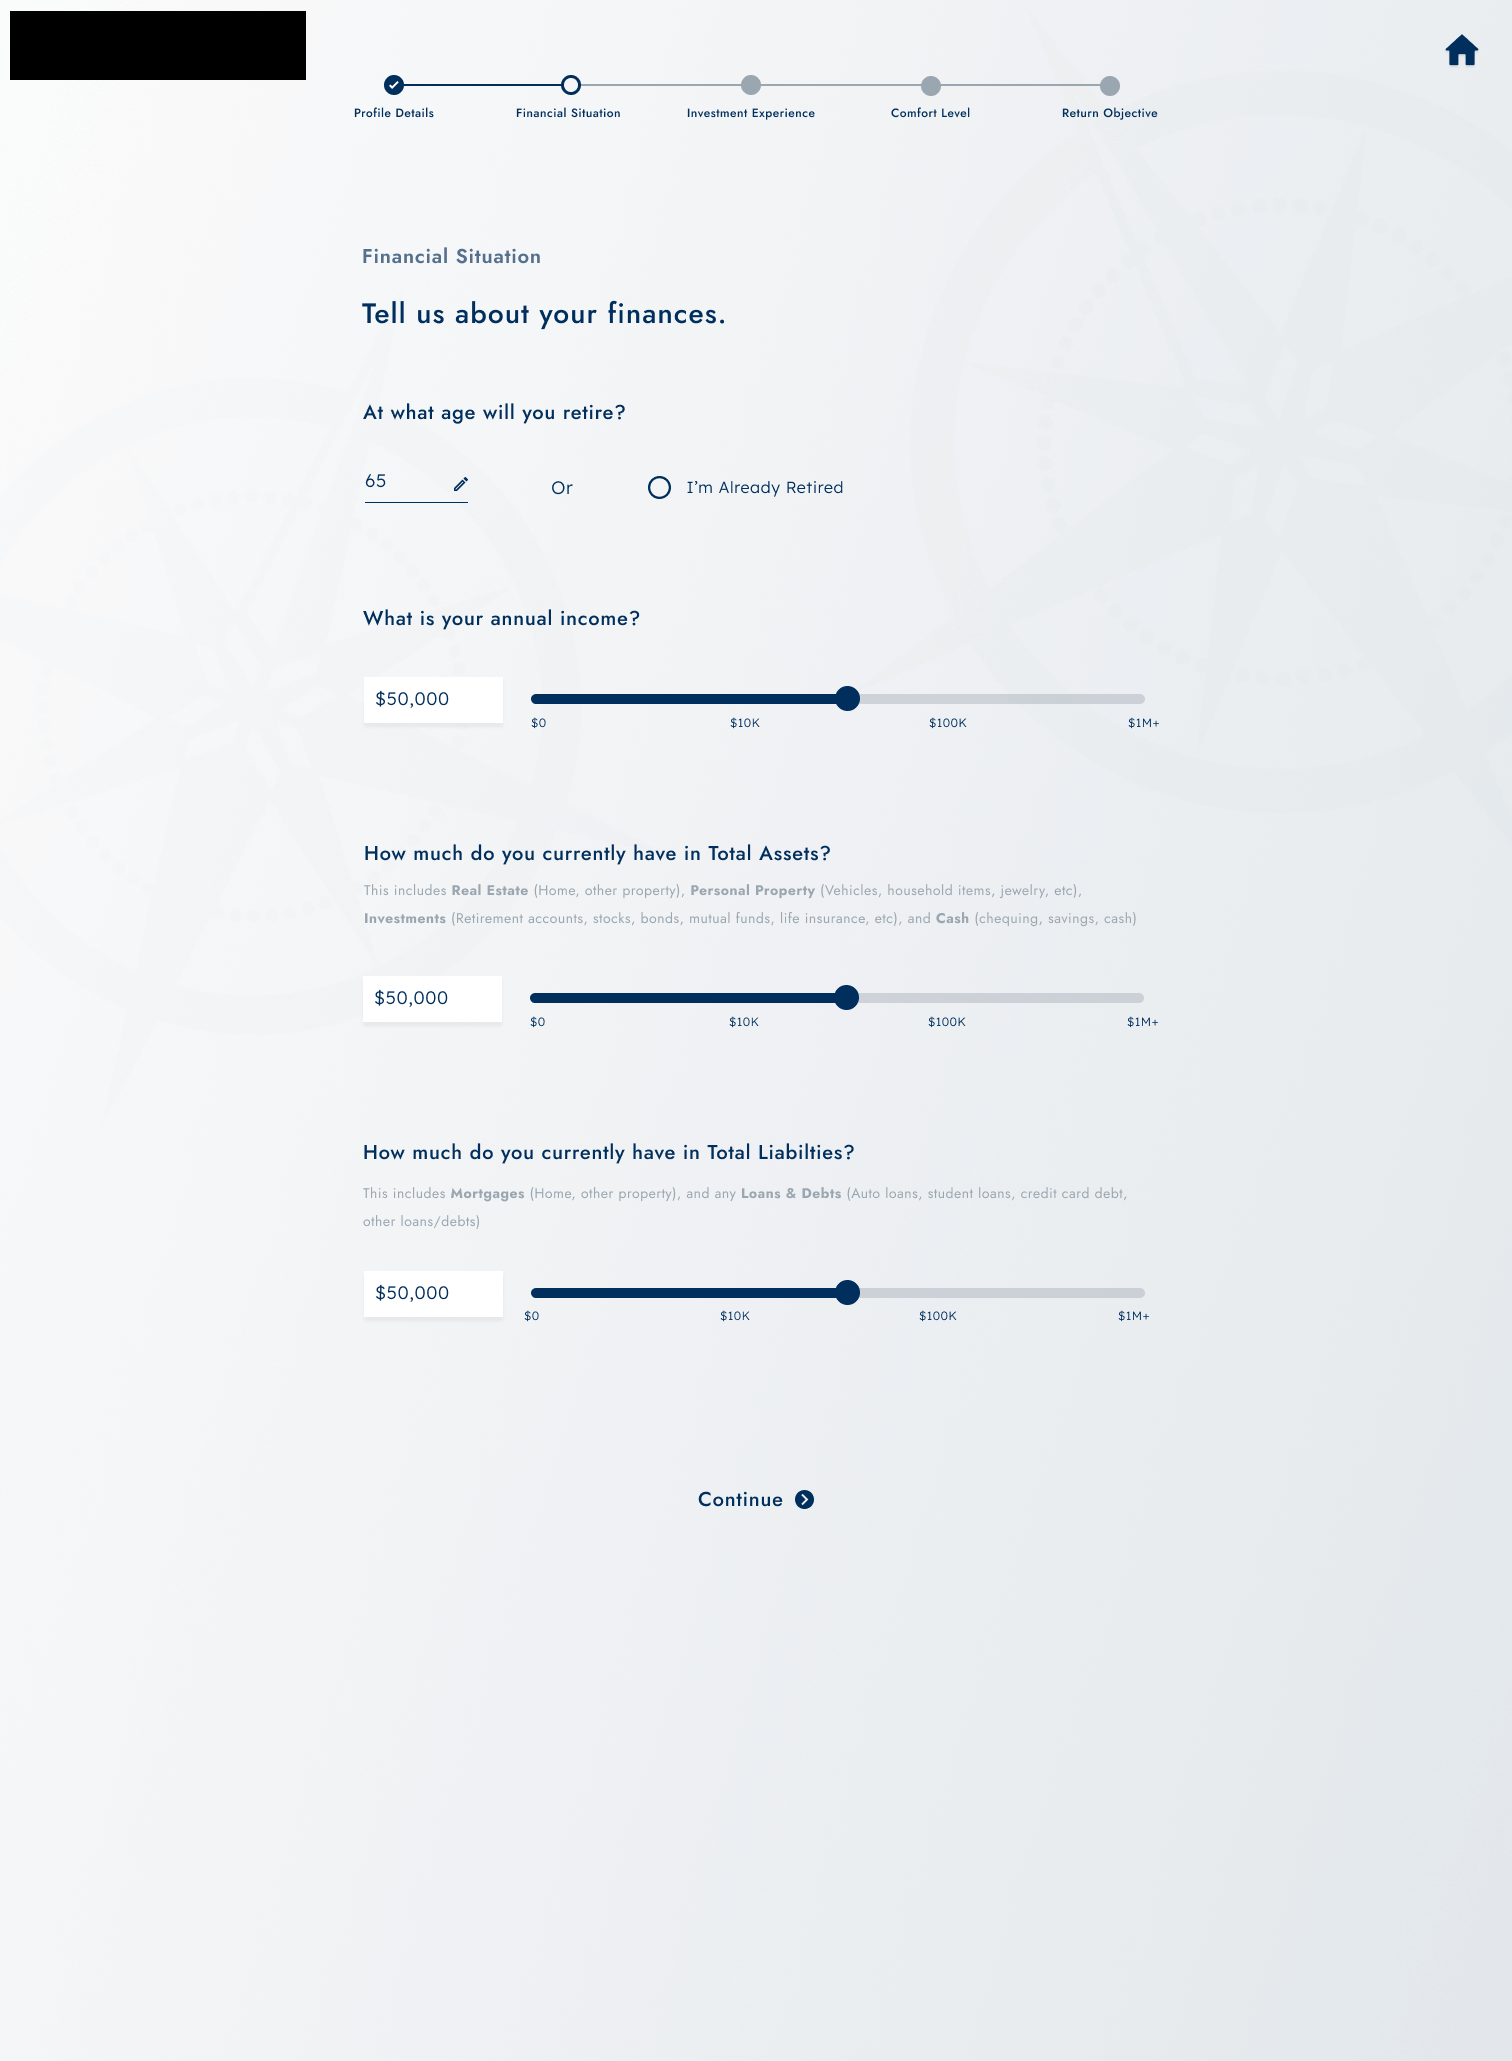 Profile Details
Financial Situation
Investment Experience
Comfort Level
Return Objective
Financial Situation
Tell us about your finances.
At what age will you retire?
65
Or
I'm Already Retired
What is your annual income?
$50,000
$0
$10K
$100K
$1M+
How much do you currently have in Total Assets?
This includes Real Estate (Home, other property), Personal Property (Vehicles, household items, jewelry, etc),
Investments (Retirement accounts, stocks, bonds, mutual funds, life insurance, etc), and Cash (chequing, savings, cash)
$50,000
$0
$10K
$100K
$1M+
How much do you currently have in Total Liabilties?
This includes Mortgages (Home, other property), and any Loans & Debts (Auto loans, student loans, credit card debt,
other loans/debts)
$50,000
$0
$10K
$100K
$1M+
Continue